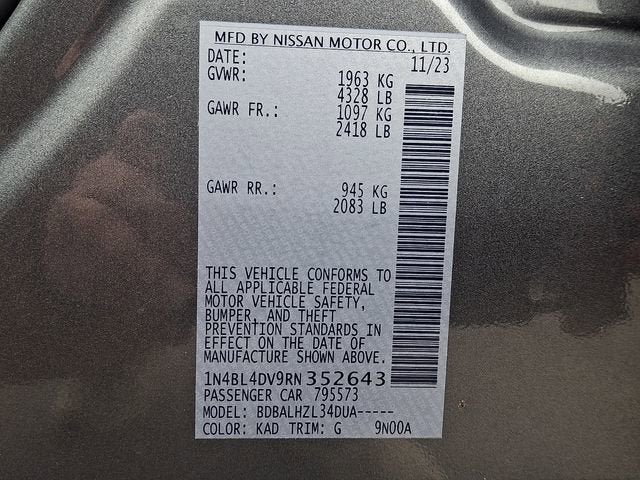 MFD BY NISSAN MOTOR CO., LTD.
DATE: 11/23
GVWR: 1963 KG
4328 LB
GAWR FR.: 1097 KG
2418 LB
GAWR RR.: 945 KG
2083 LB
THIS VEHICLE CONFORMS TO
ALL APPLICABLE FEDERAL
MOTOR VEHICLE SAFETY,
BUMPER, AND THEFT
PREVENTION STANDARDS IN
EFFECT ON THE DATE OF
MANUFACTURE SHOWN ABOVE.
1N4BL4DV9RN352643
PASSENGER CAR 795573
MODEL: BDBALHZL34DUA-----
COLOR: KAD TRIM: G 9N00A